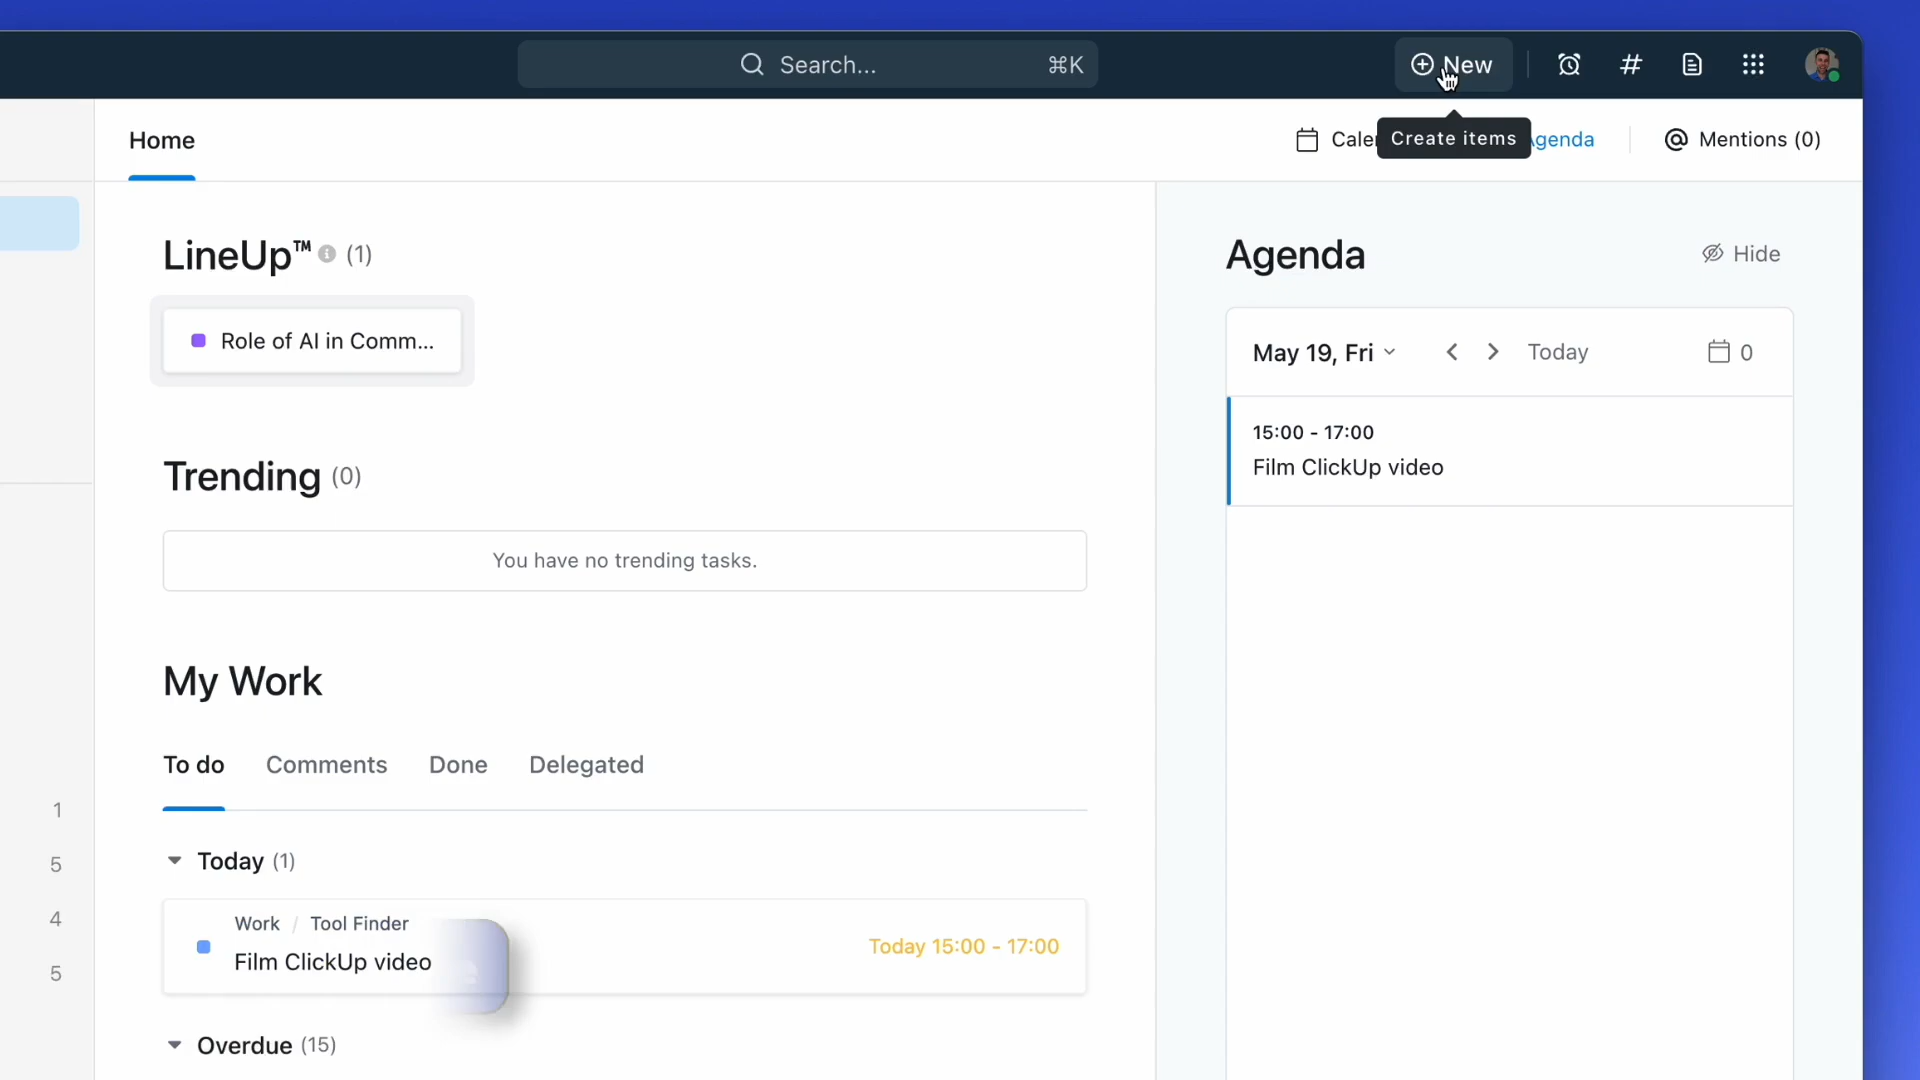 Search... ⌘K
New
Home
Create items
Mentions (0)
LineUp™ (1)
Role of AI in Comm...
Trending (0)
You have no trending tasks.
My Work
To do Comments Done Delegated
Today (1)
Work / Tool Finder
Film ClickUp video
Today 15:00 - 17:00
Overdue (15)
1
5
4
5
Agenda
Hide
May 19, Fri
Today
0
15:00 - 17:00
Film ClickUp video